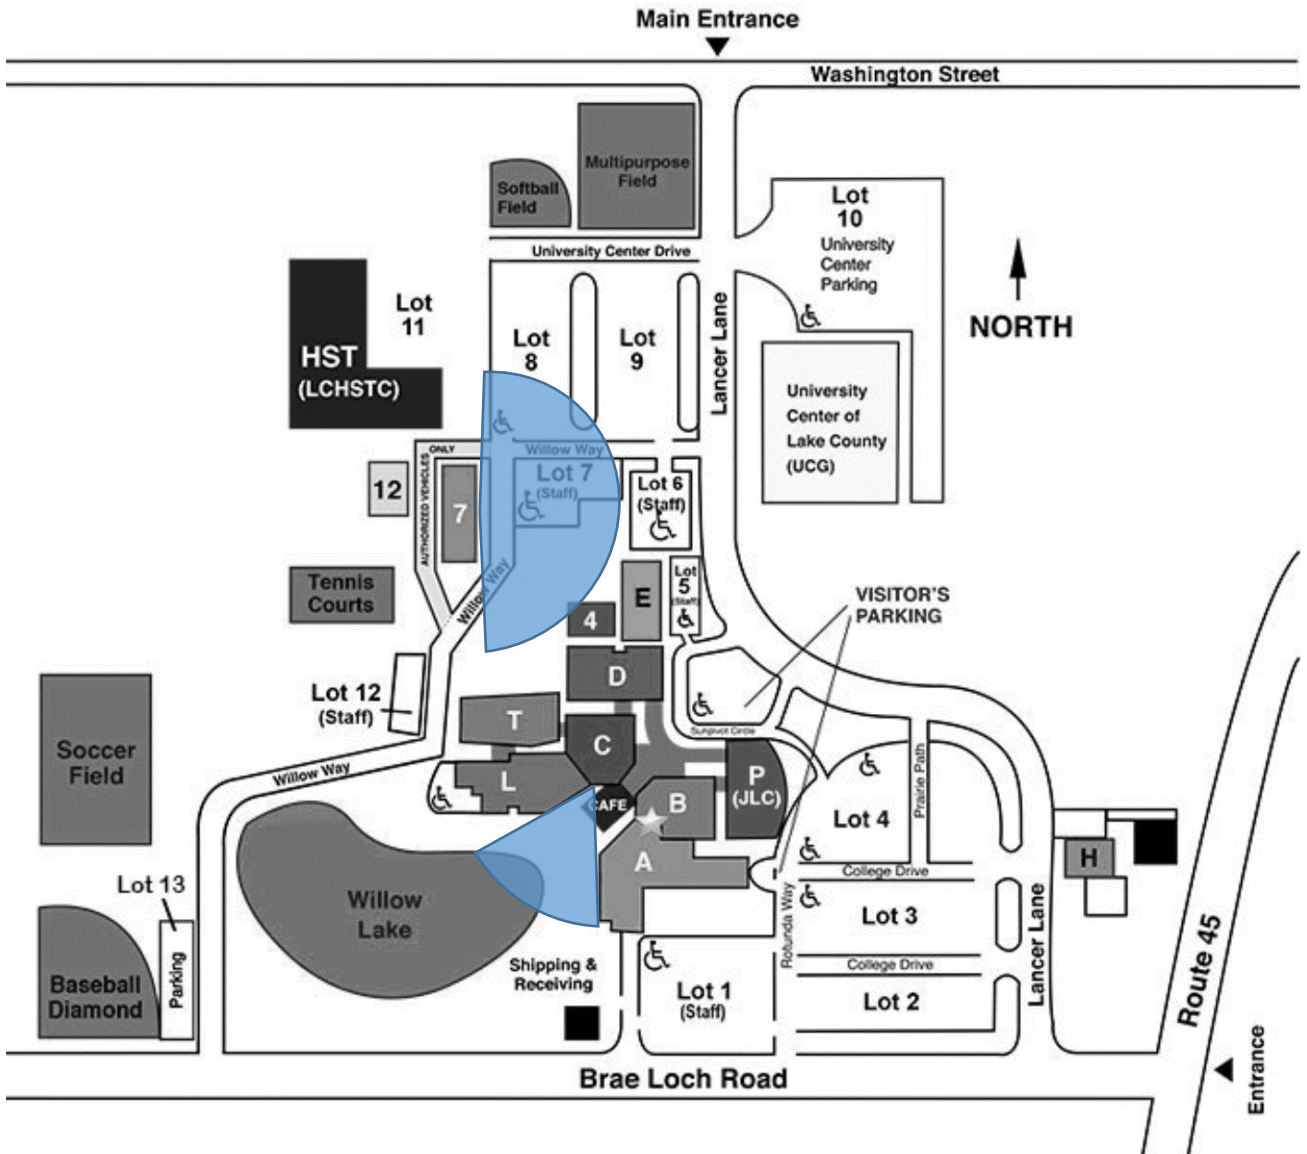 Main Entrance
Washington Street
Multipurpose
Field
Softball
Field
Lot
10
University
Center
Parking
University Center Drive
NORTH
Lot
11
HST
(LCHSTC)
Lot
8
Lot
9
Lancer Lane
University
Center of
Lake County
(UCG)
ONLY
Willow Way
AUTHORIZED VEHICLES
12
7
Lot 7
(Staff)
Lot 6
(Staff)
Lot
5
(Staff)
Tennis
Courts
Willow Way
E
4
VISITOR'S
PARKING
D
Lot 12
(Staff)
T
C
Sunpivot Circle
Soccer
Field
Willow Way
L
CAFE
B
P
(JLC)
Prairie Path
Lot 4
A
H
College Drive
Lot 13
Willow
Lake
Rotunda Way
Lot 3
Lancer Lane
Route 45
Baseball
Diamond
Parking
Shipping &
Receiving
Lot 1
(Staff)
College Drive
Lot 2
Brae Loch Road
Entrance